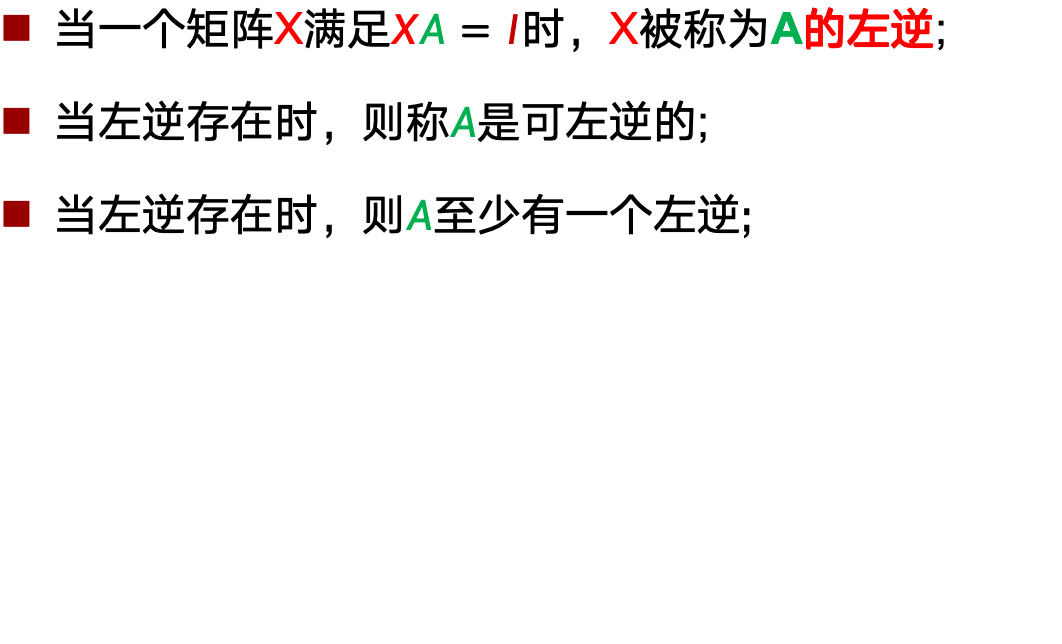 ■ 当一个矩阵X满足XA = I时，X被称为A的左逆;
■ 当左逆存在时，则称A是可左逆的;
■ 当左逆存在时，则A至少有一个左逆;